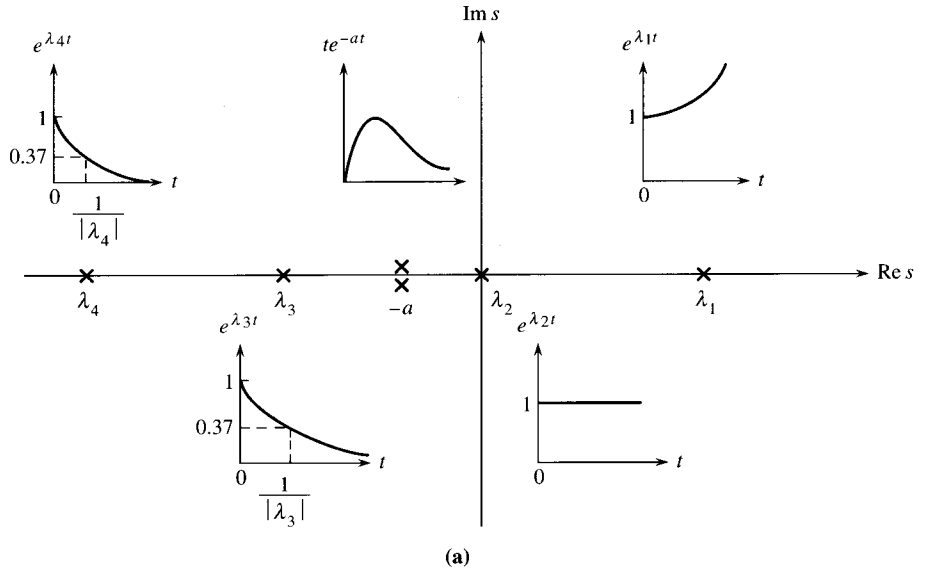 Im s
e^{λ₄t}
te^{-at}
e^{λ₁t}
1
0.37
0
t
1
|λ₄|
1
0
t
Re s
λ₄
λ₃
-a
λ₂
λ₁
e^{λ₃t}
1
0.37
0
t
1
|λ₃|
e^{λ₂t}
1
0
t
(a)